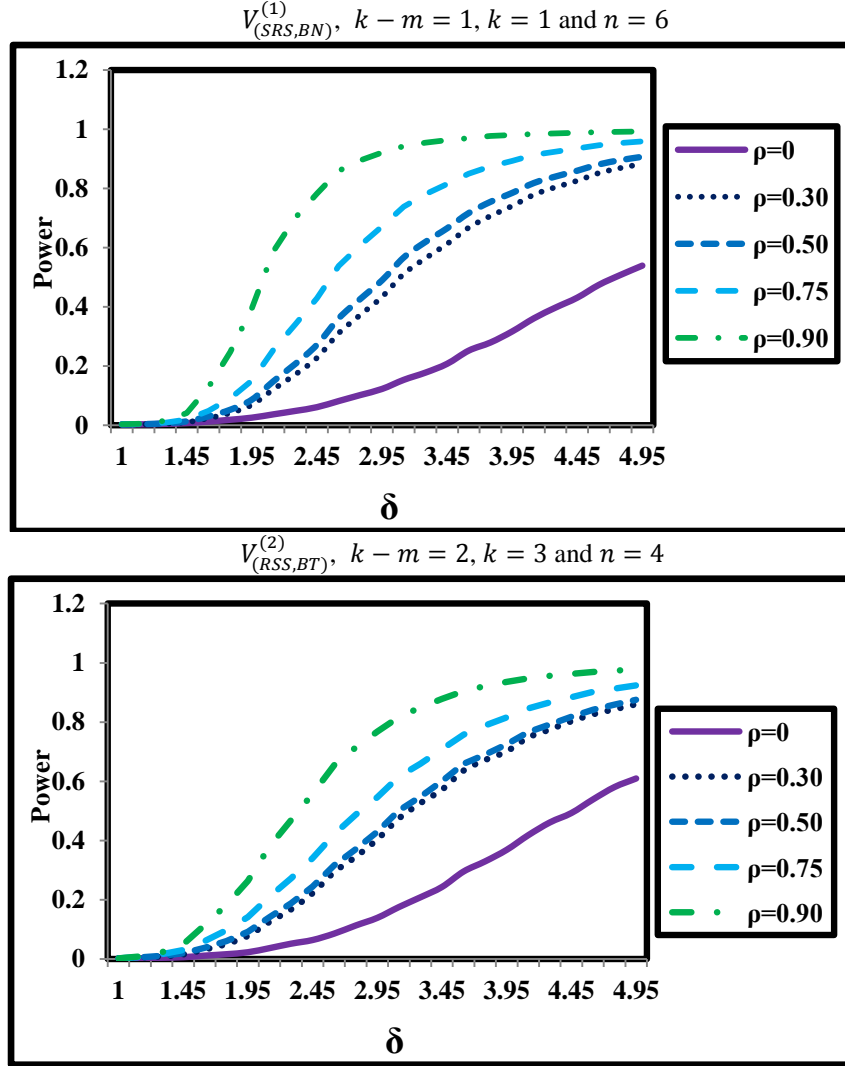 V_{(SRS,BN)}^{(1)}, k − m = 1, k = 1 and n = 6
1.2
1
0.8
0.6
0.4
0.2
0
Power
1 1.45 1.95 2.45 2.95 3.45 3.95 4.45 4.95
δ
ρ=0
ρ=0.30
ρ=0.50
ρ=0.75
ρ=0.90
V_{(RSS,BT)}^{(2)}, k − m = 2, k = 3 and n = 4
1.2
1
0.8
0.6
0.4
0.2
0
Power
1 1.45 1.95 2.45 2.95 3.45 3.95 4.45 4.95
δ
ρ=0
ρ=0.30
ρ=0.50
ρ=0.75
ρ=0.90